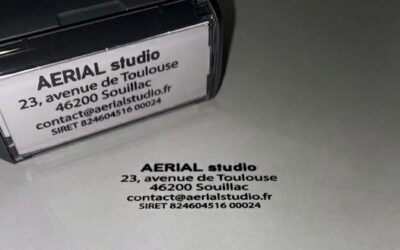 AERIAL studio
23, avenue de Toulouse
46200 Souillac
contact@aerialstudio.fr
SIRET 824604516 00024
AERIAL studio
23, avenue de Toulouse
46200 Souillac
contact@aerialstudio.fr
SIRET 824604516 00024